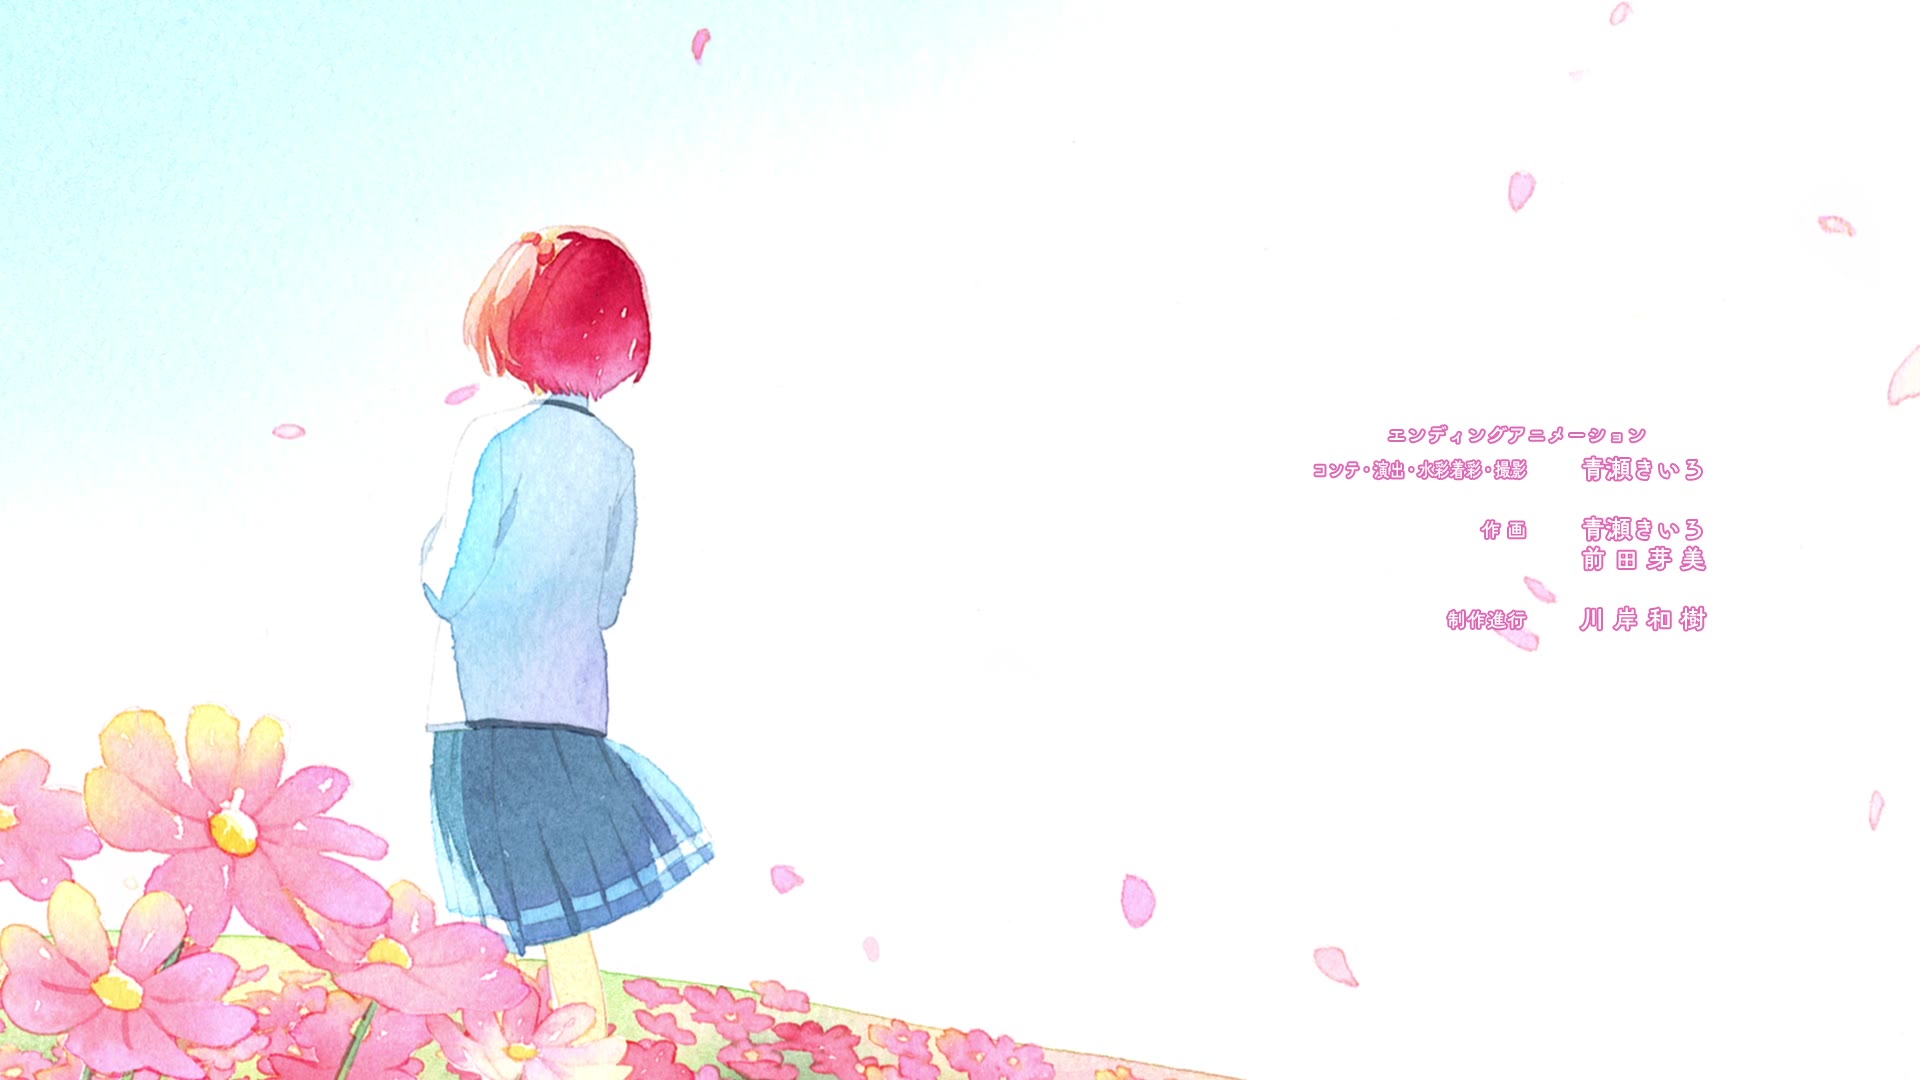 エンディングアニメーション
コンテ・演出・水彩着彩・撮影 青瀬きいろ
作画 青瀬きいろ
前田芽美
制作進行 川岸和樹